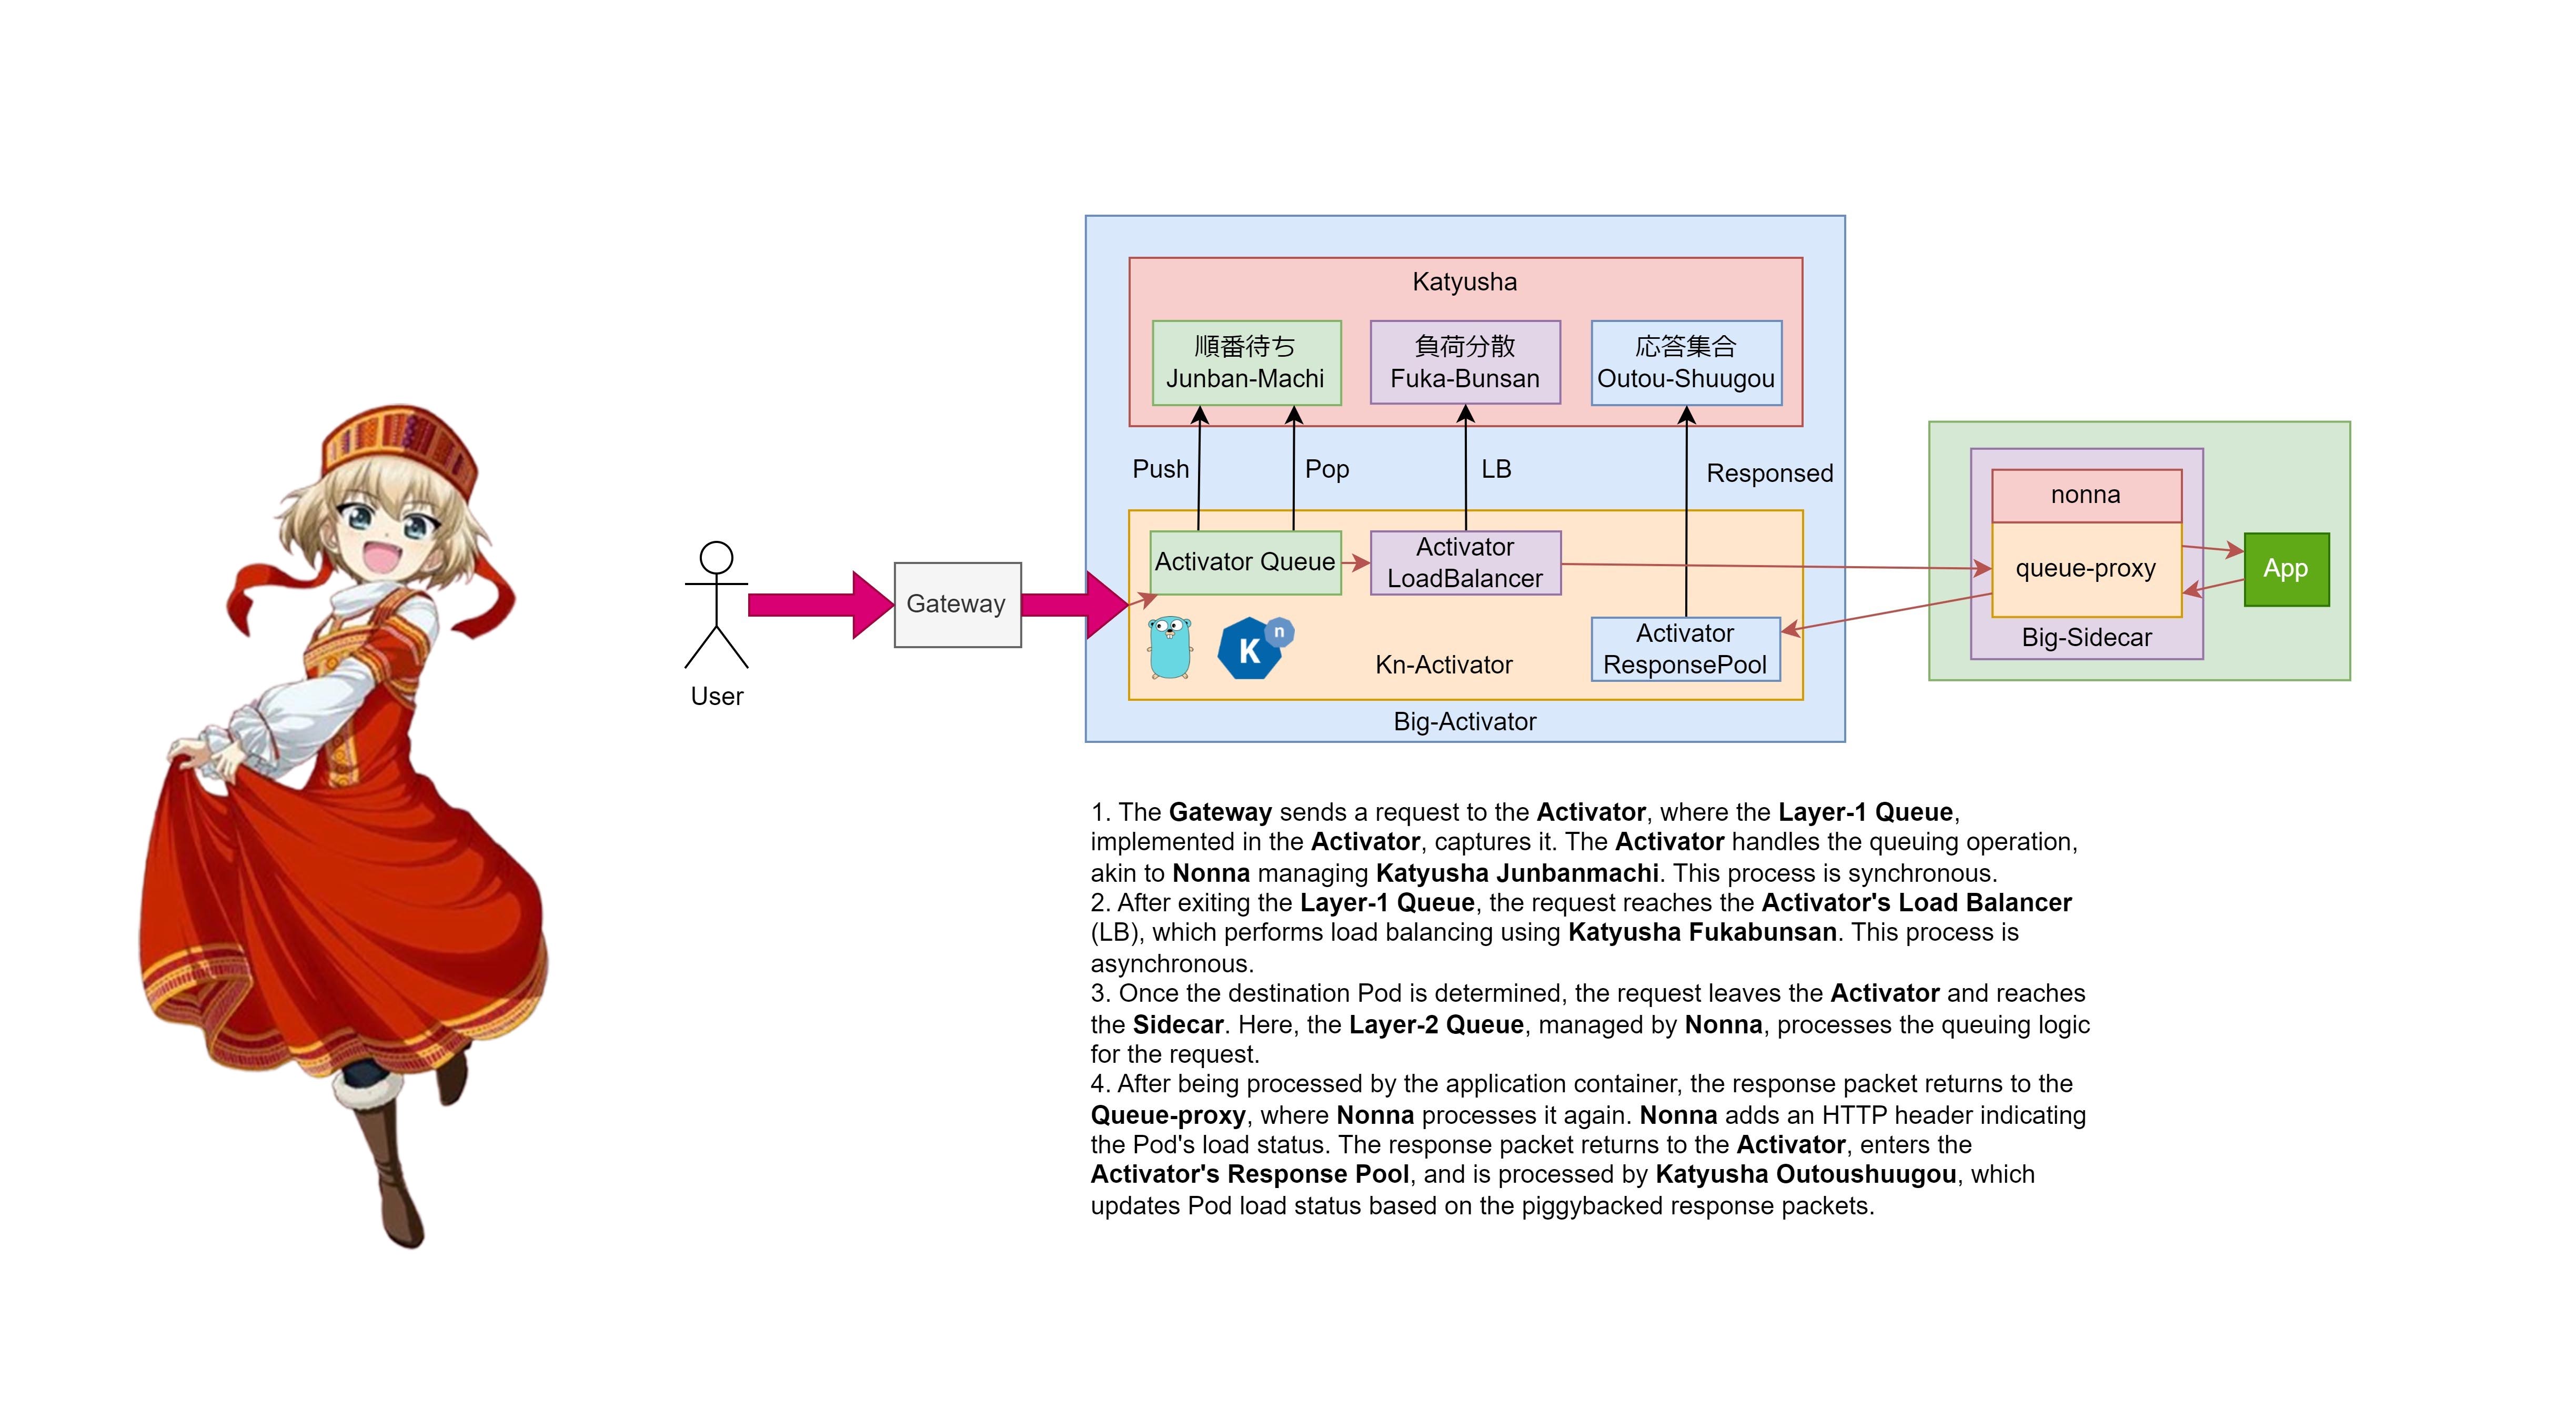 Katyusha
順番待ち
Junban-Machi
負荷分散
Fuka-Bunsan
応答集合
Outou-Shuugou
Push
Pop
LB
Responsed
User
Gateway
Activator Queue
Activator
LoadBalancer
K
n
Kn-Activator
Activator
ResponsePool
Big-Activator
nonna
queue-proxy
Big-Sidecar
App
1. The Gateway sends a request to the Activator, where the Layer-1 Queue,
implemented in the Activator, captures it. The Activator handles the queuing operation,
akin to Nonna managing Katyusha Junbanmachi. This process is synchronous.
2. After exiting the Layer-1 Queue, the request reaches the Activator's Load Balancer
(LB), which performs load balancing using Katyusha Fukabunsan. This process is
asynchronous.
3. Once the destination Pod is determined, the request leaves the Activator and reaches
the Sidecar. Here, the Layer-2 Queue, managed by Nonna, processes the queuing logic
for the request.
4. After being processed by the application container, the response packet returns to the
Queue-proxy, where Nonna processes it again. Nonna adds an HTTP header indicating
the Pod's load status. The response packet returns to the Activator, enters the
Activator's Response Pool, and is processed by Katyusha Outoushuugou, which
updates Pod load status based on the piggybacked response packets.